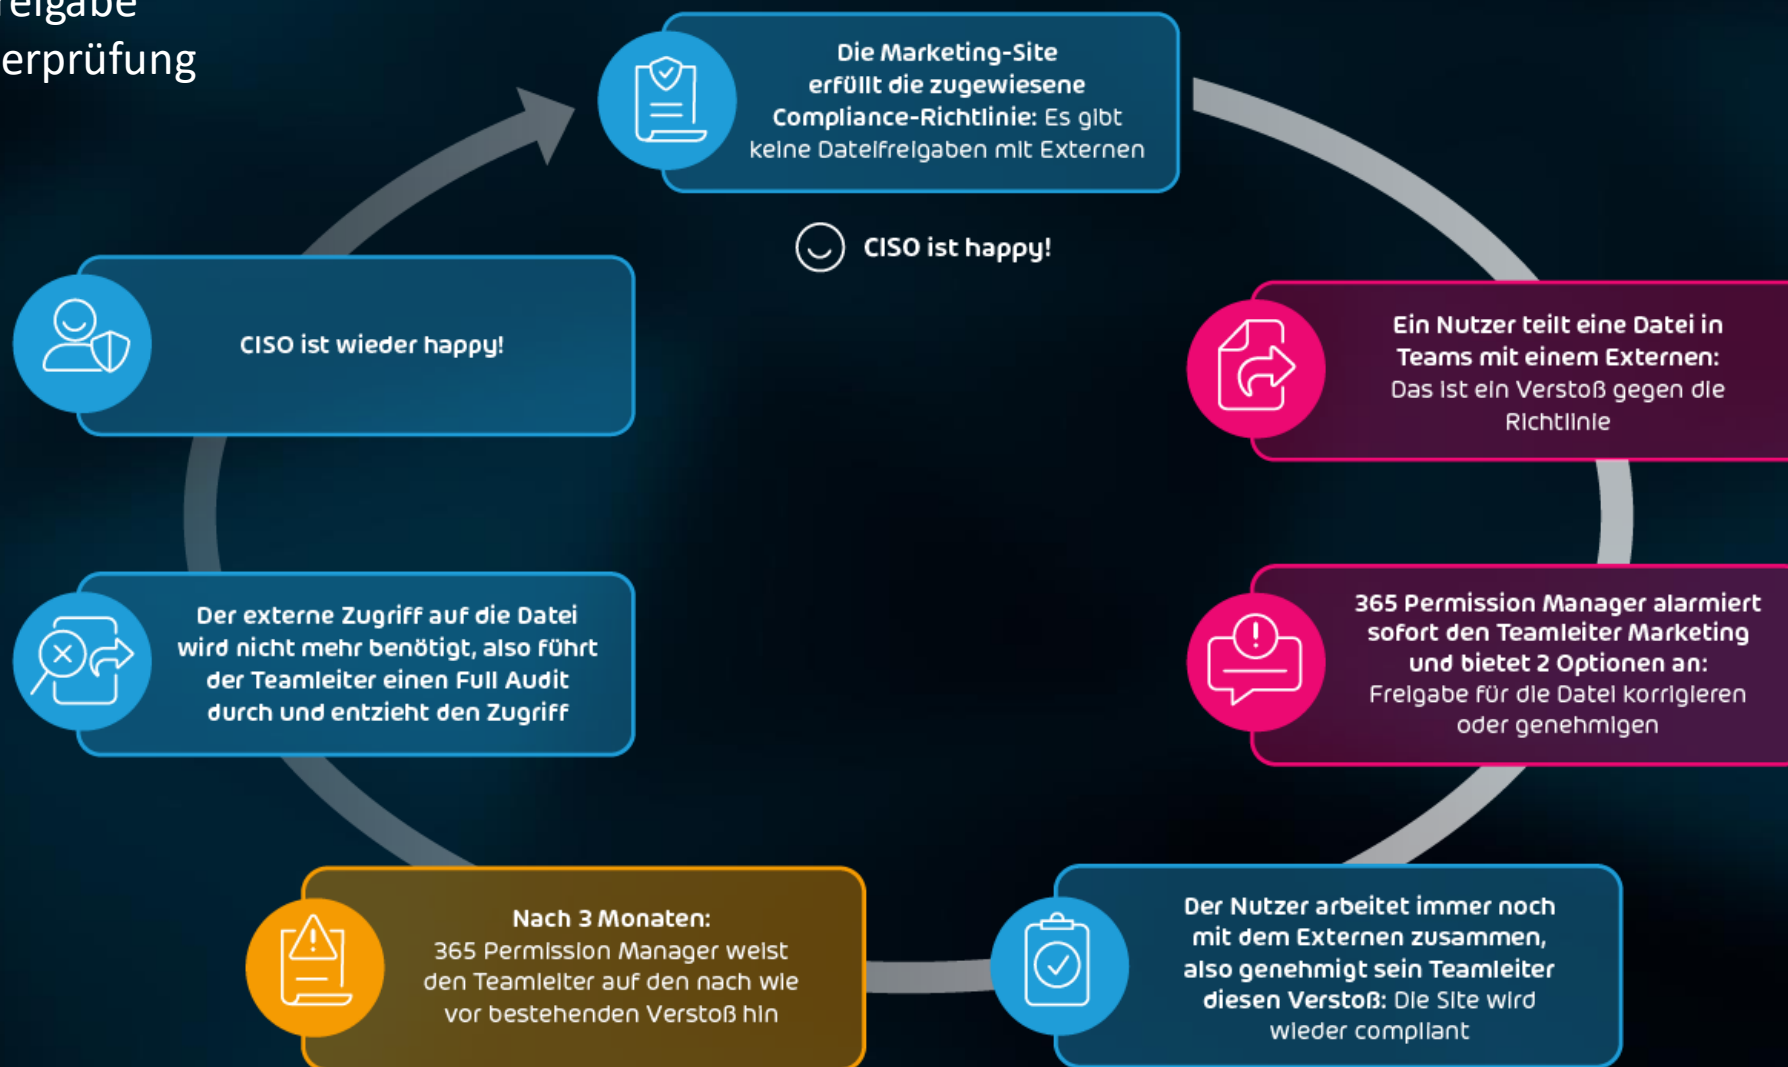 erprüfung
Die Marketing-Site
erfüllt die zugewiesene
Compliance-Richtlinie: Es gibt
keine Dateifreigaben mit Externen
CISO ist happy!
Ein Nutzer teilt eine Datei in
Teams mit einem Externen:
Das ist ein Verstoß gegen die
Richtlinie
365 Permission Manager alarmiert
sofort den Teamleiter Marketing
und bietet 2 Optionen an:
Freigabe für die Datei korrigieren
oder genehmigen
Der Nutzer arbeitet immer noch
mit dem Externen zusammen,
also genehmigt sein Teamleiter
diesen Verstoß: Die Site wird
wieder compliant
Nach 3 Monaten:
365 Permission Manager weist
den Teamleiter auf den nach wie
vor bestehenden Verstoß hin
Der externe Zugriff auf die Datei
wird nicht mehr benötigt, also führt
der Teamleiter einen Full Audit
durch und entzieht den Zugriff
CISO ist wieder happy!